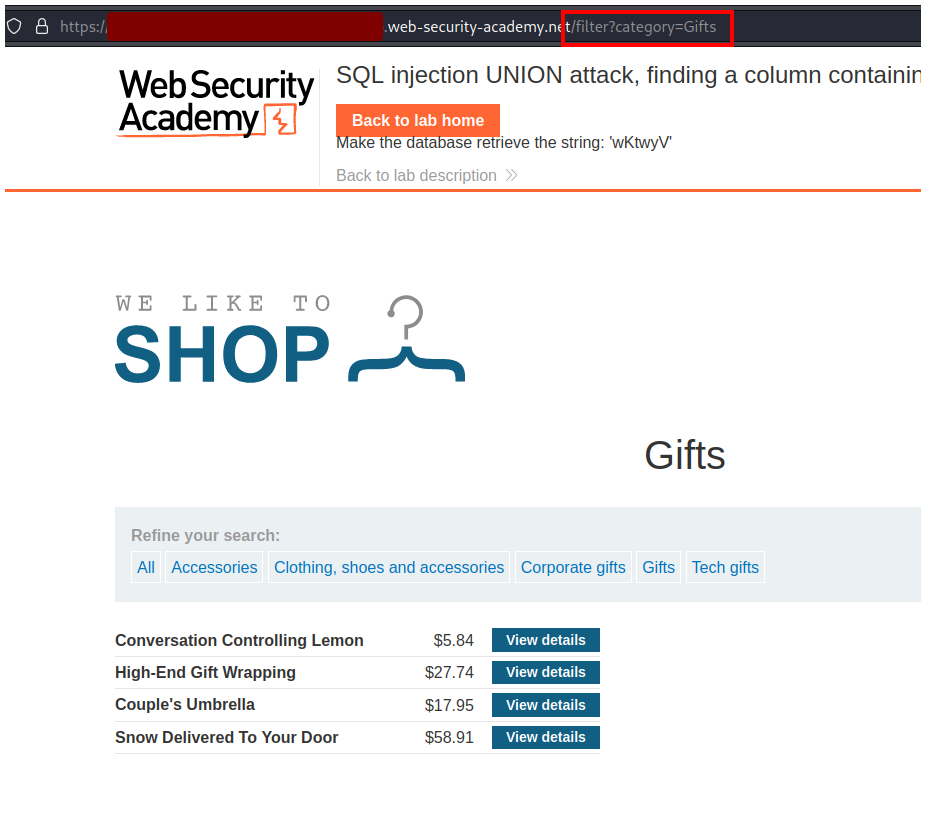 https://.web-security-academy.net/filter?category=Gifts
Web Security
Academy
SQL injection UNION attack, finding a column containin
Back to lab home
Make the database retrieve the string: 'wKtwyV'
Back to lab description
WE LIKE TO
SHOP
Gifts
Refine your search:
All Accessories Clothing, shoes and accessories Corporate gifts Gifts Tech gifts
Conversation Controlling Lemon $5.84 View details
High-End Gift Wrapping $27.74 View details
Couple's Umbrella $17.95 View details
Snow Delivered To Your Door $58.91 View details